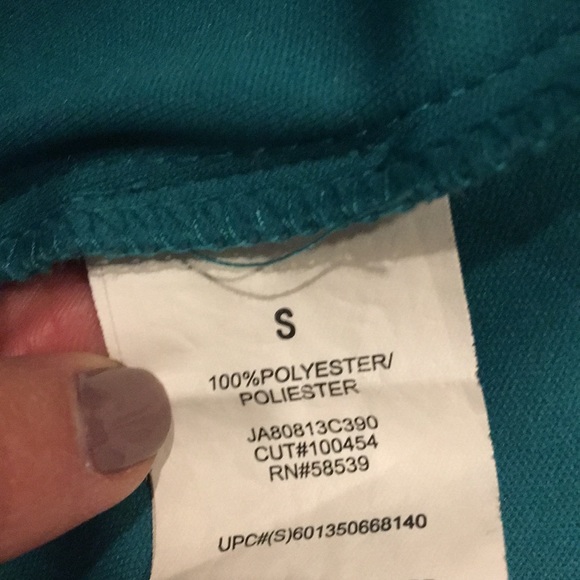 S
100%POLYESTER/
POLIESTER
JA80813C390
CUT#100454
RN#58539
UPC#(S)601350668140